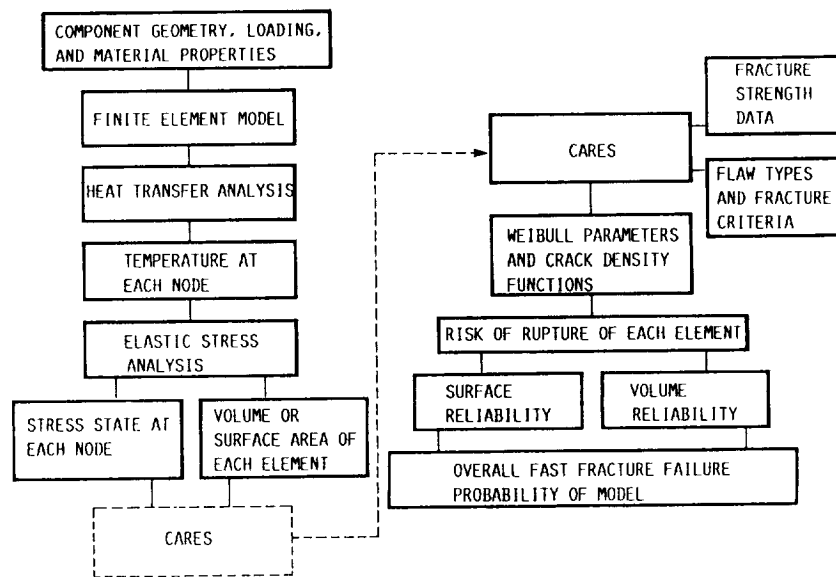 COMPONENT GEOMETRY, LOADING,
AND MATERIAL PROPERTIES
FINITE ELEMENT MODEL
HEAT TRANSFER ANALYSIS
TEMPERATURE AT
EACH NODE
ELASTIC STRESS
ANALYSIS
STRESS STATE AT
EACH NODE
VOLUME OR
SURFACE AREA OF
EACH ELEMENT
CARES
CARES
FRACTURE
STRENGTH
DATA
FLAW TYPES
AND FRACTURE
CRITERIA
WEIBULL PARAMETERS
AND CRACK DENSITY
FUNCTIONS
RISK OF RUPTURE OF EACH ELEMENT
SURFACE
RELIABILITY
VOLUME
RELIABILITY
OVERALL FAST FRACTURE FAILURE
PROBABILITY OF MODEL